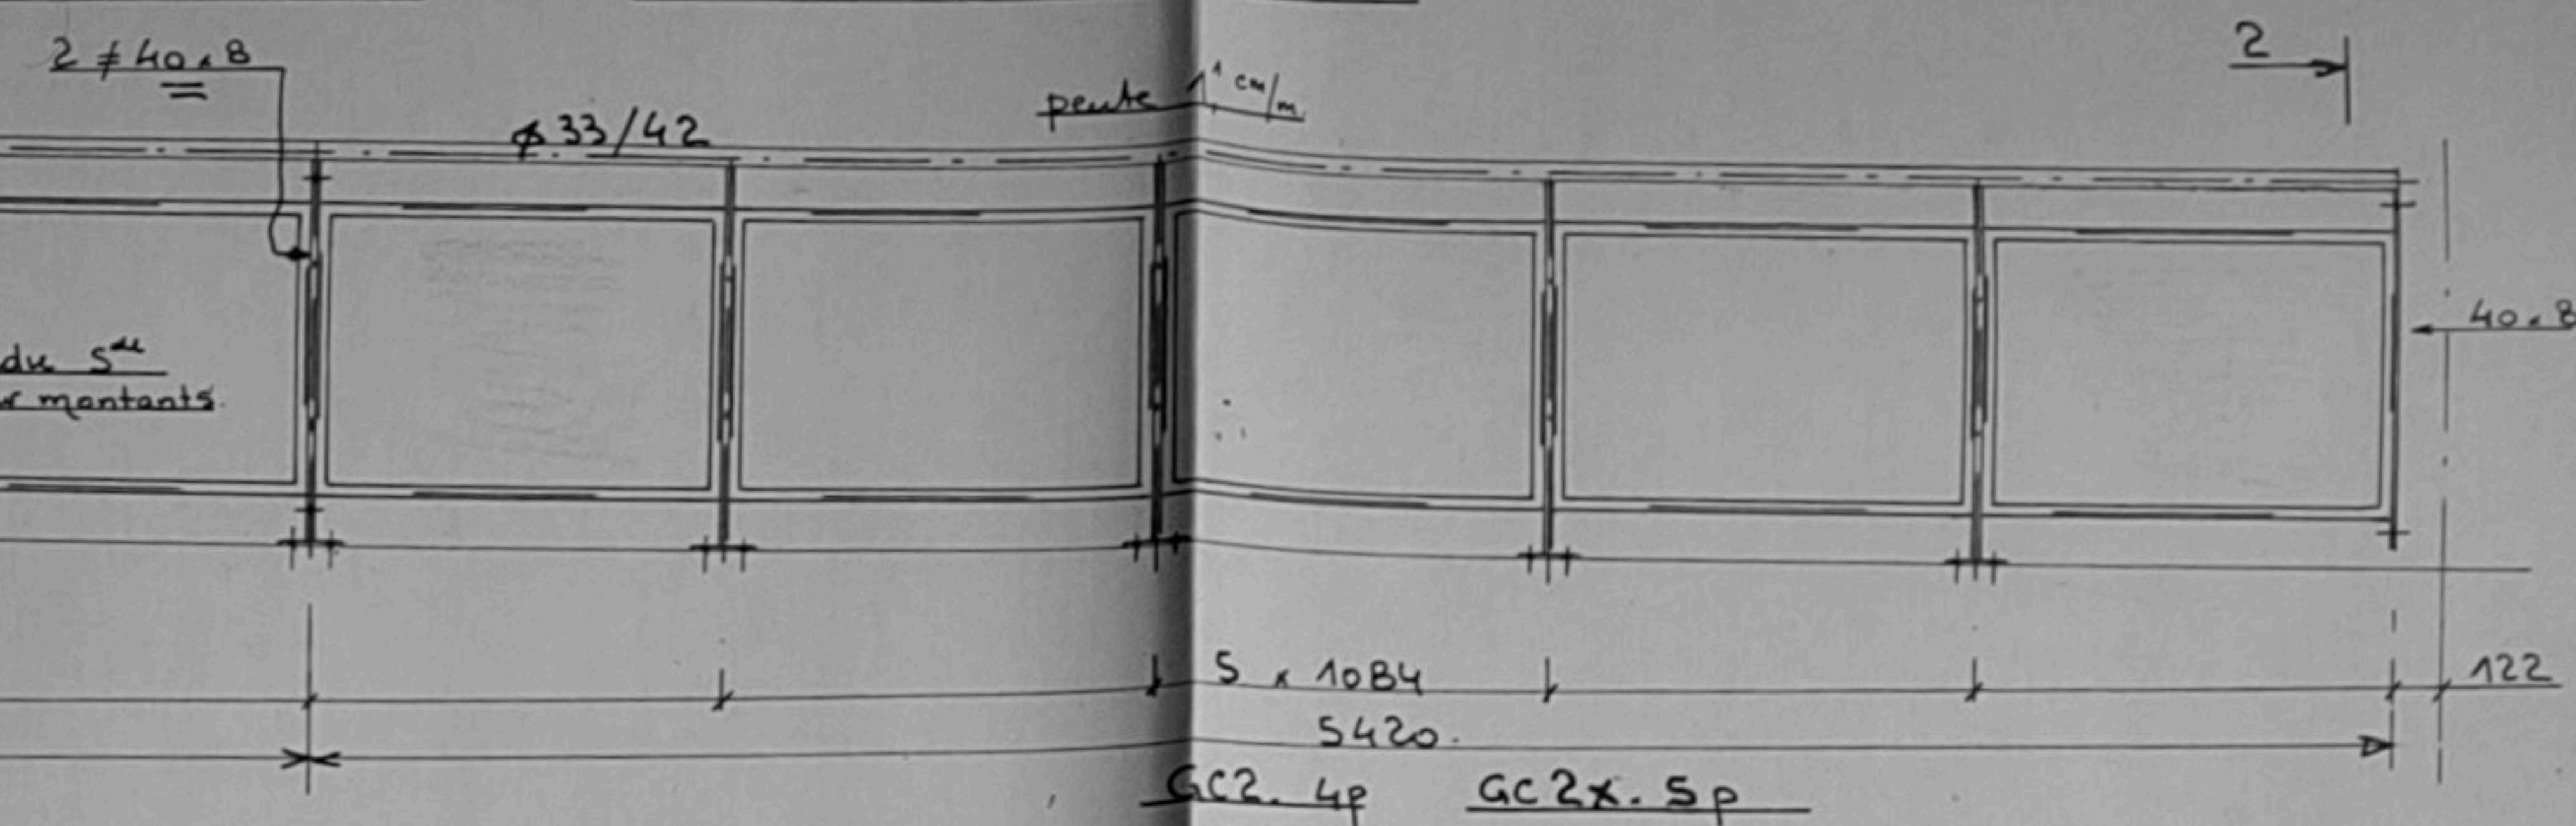 2 ≠ 40.8
2
pente 1 cm/m
ø 33/42
40.8
du S
montants.
5 x 1084
122
5420.
GC2. 4p GC2x. 5p